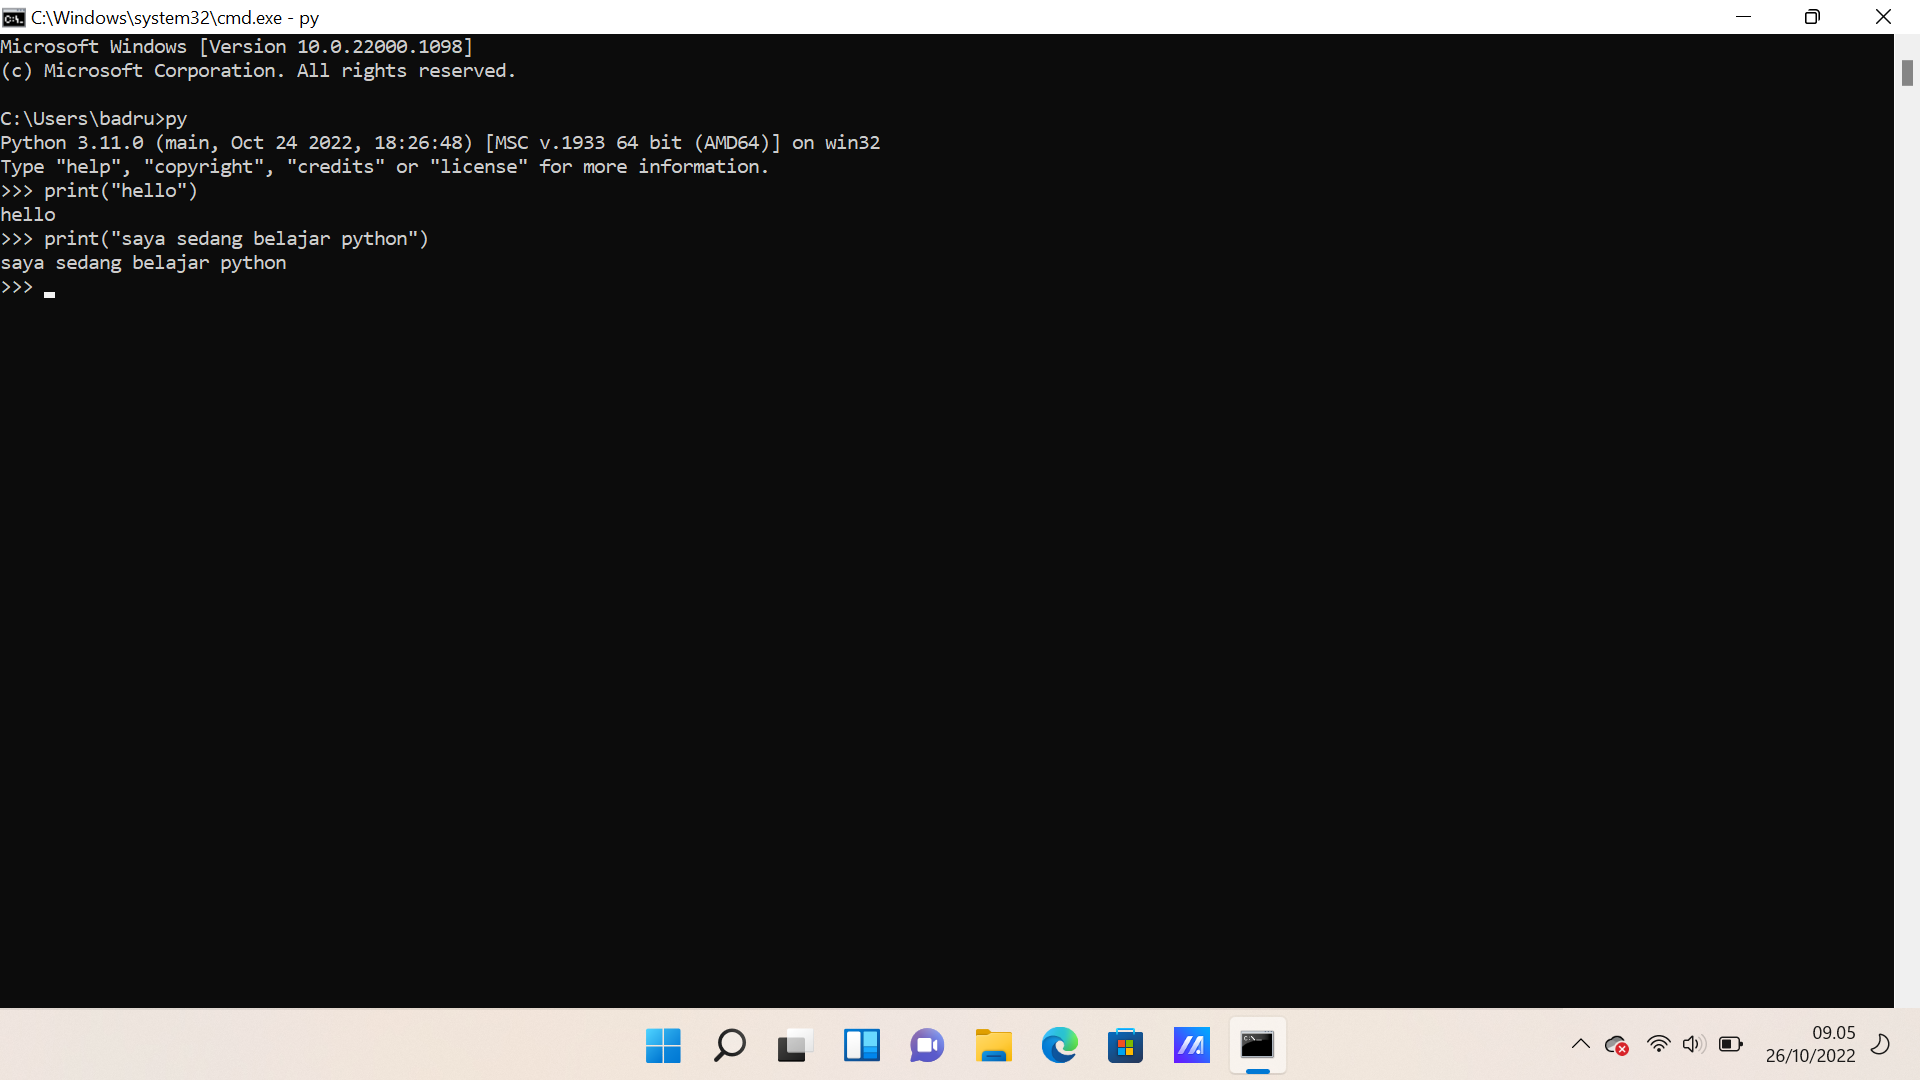 C:\Windows\system32\cmd.exe - py
Microsoft Windows [Version 10.0.22000.1098]
(c) Microsoft Corporation. All rights reserved.
C:\Users\badru>py
Python 3.11.0 (main, Oct 24 2022, 18:26:48) [MSC v.1933 64 bit (AMD64)] on win32
Type "help", "copyright", "credits" or "license" for more information.
>>> print("hello")
hello
>>> print("saya sedang belajar python")
saya sedang belajar python
>>>
09.05
26/10/2022